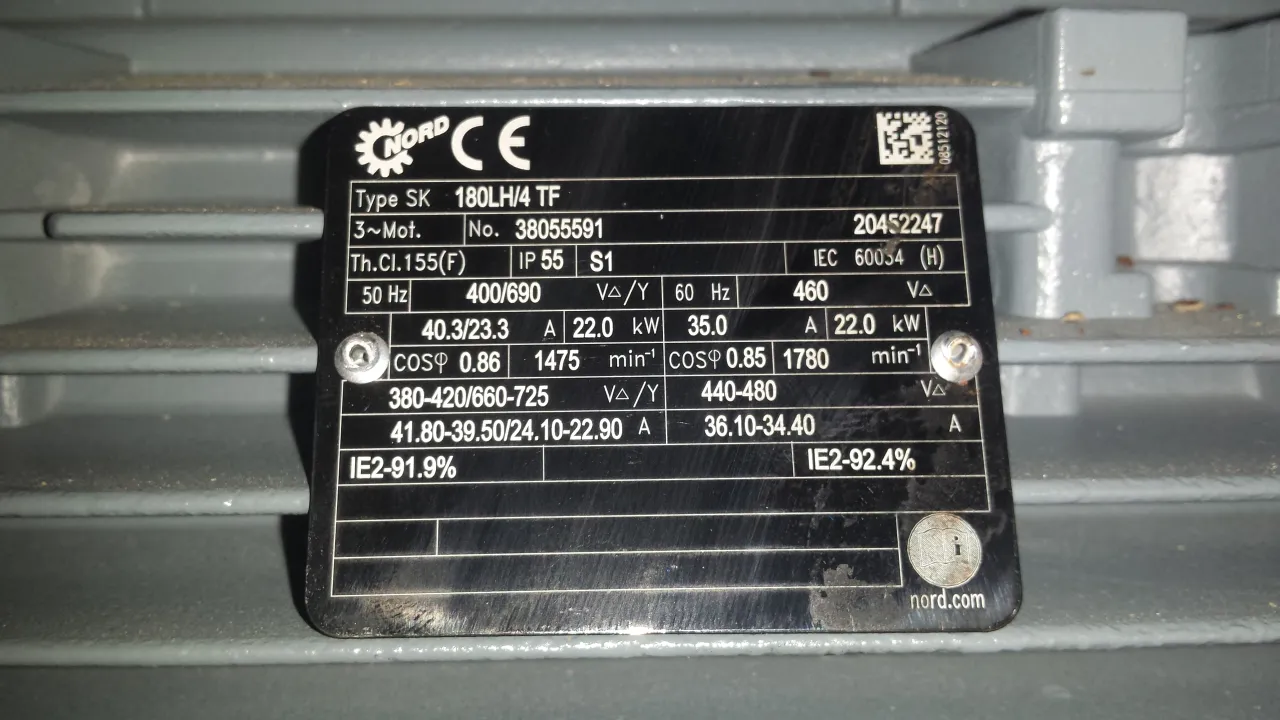 NORD CE
08512120
Type SK 180LH/4 TF
3~Mot. No. 38055591 20452247
Th.Cl.155(F) IP 55 S1 IEC 60034 (H)
50 Hz 400/690 V△/Y 60 Hz 460 V△
40.3/23.3 A 22.0 kW 35.0 A 22.0 kW
COSφ 0.86 1475 min⁻¹ COSφ 0.85 1780 min⁻¹
380-420/660-725 V△/Y 440-480 V△
41.80-39.50/24.10-22.90 A 36.10-34.40 A
IE2-91.9% IE2-92.4%
nord.com